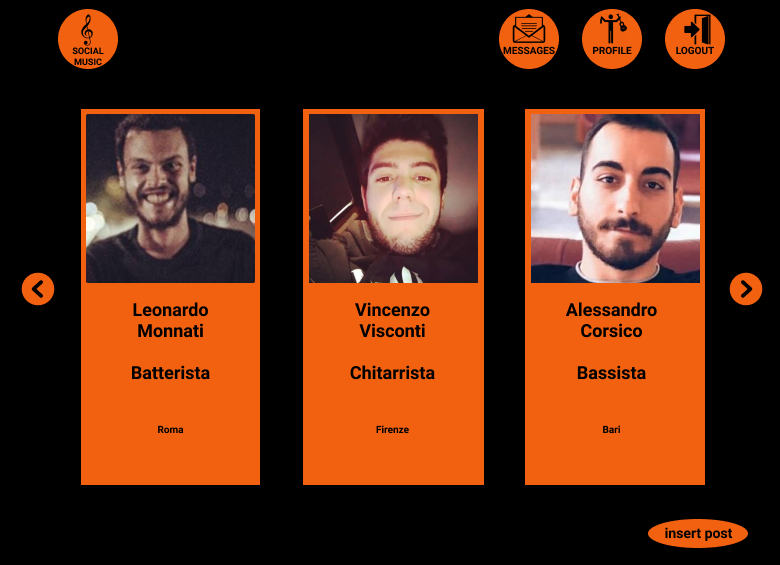 SOCIAL
MUSIC
MESSAGES
PROFILE
LOGOUT
Leonardo
Monnati
Batterista
Roma
Vincenzo
Visconti
Chitarrista
Firenze
Alessandro
Corsico
Bassista
Bari
insert post